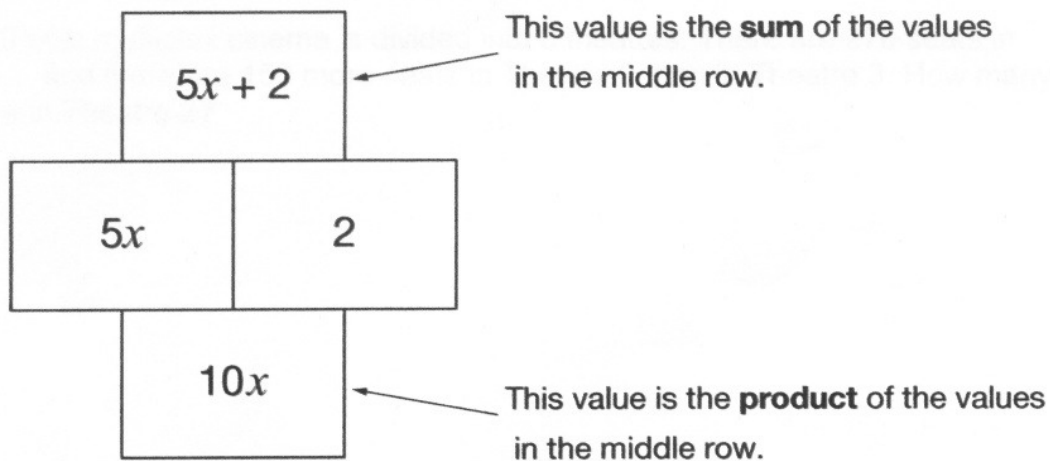 This value is the sum of the values
in the middle row.
5x + 2
5x
2
10x
This value is the product of the values
in the middle row.